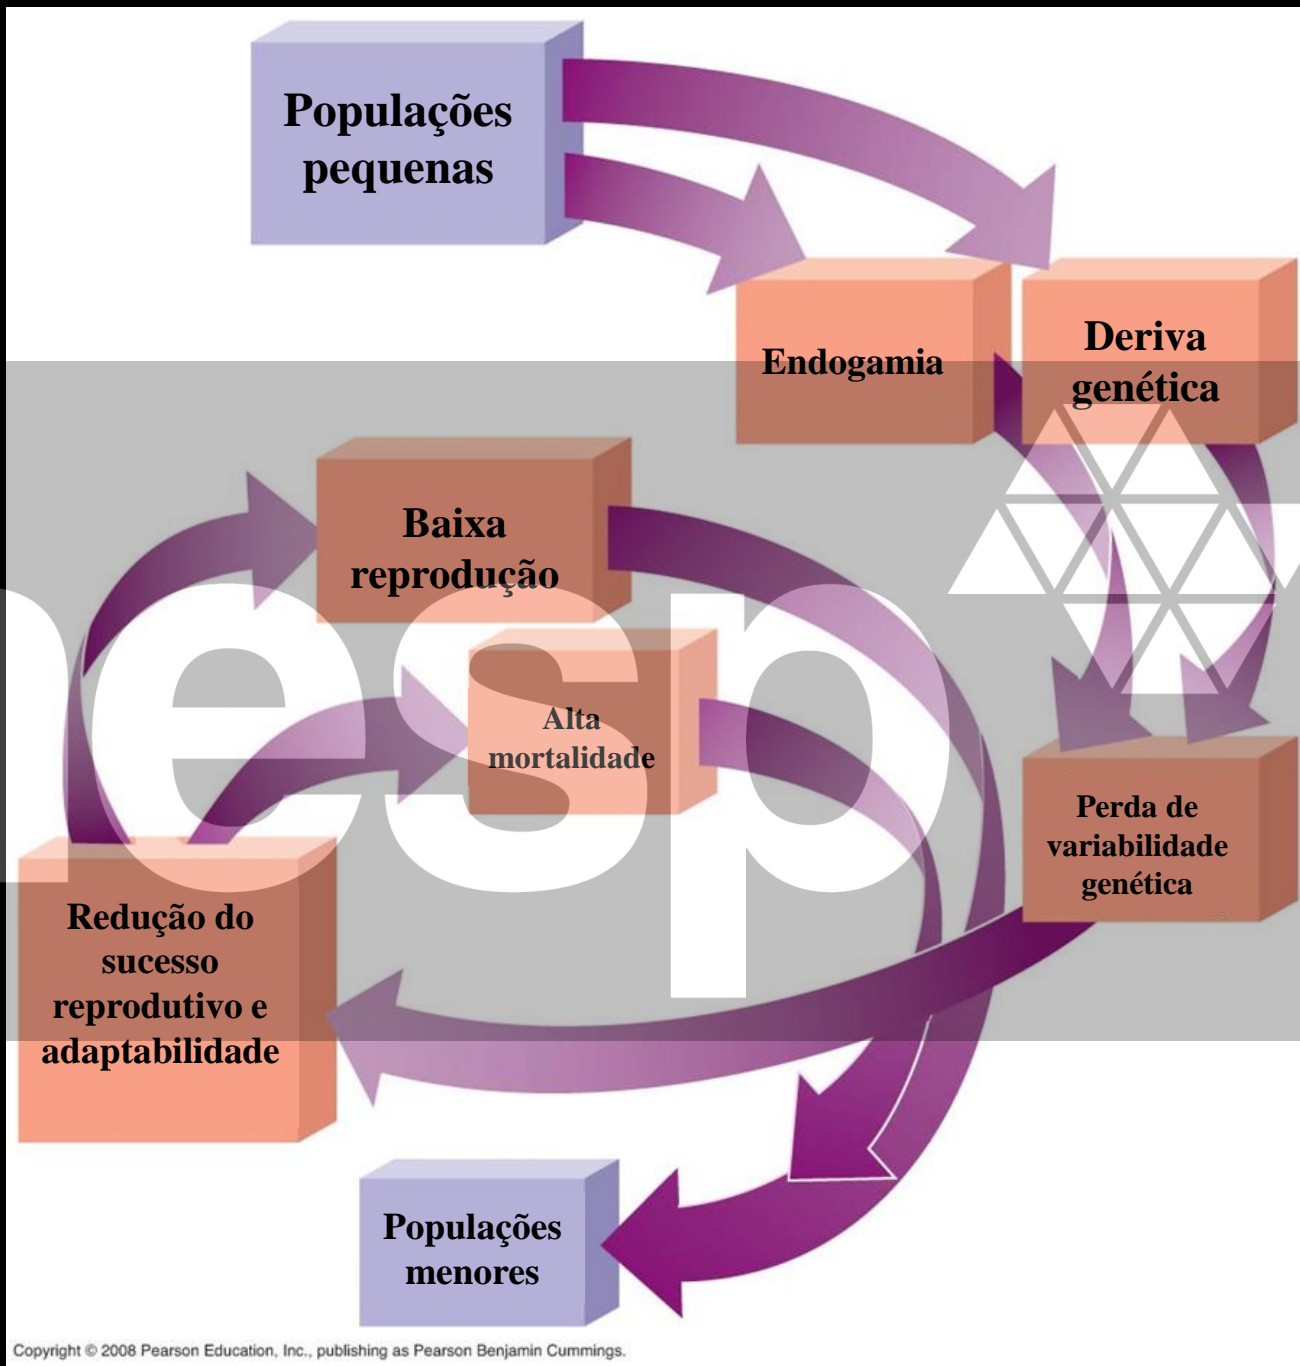 Populações
pequenas
Endogamia
Deriva
genética
Baixa
reprodução
Alta
mortalidade
Perda de
variabilidade
genética
Redução do
sucesso
reprodutivo e
adaptabilidade
Populações
menores
nesp
Copyright © 2008 Pearson Education, Inc., publishing as Pearson Benjamin Cummings.